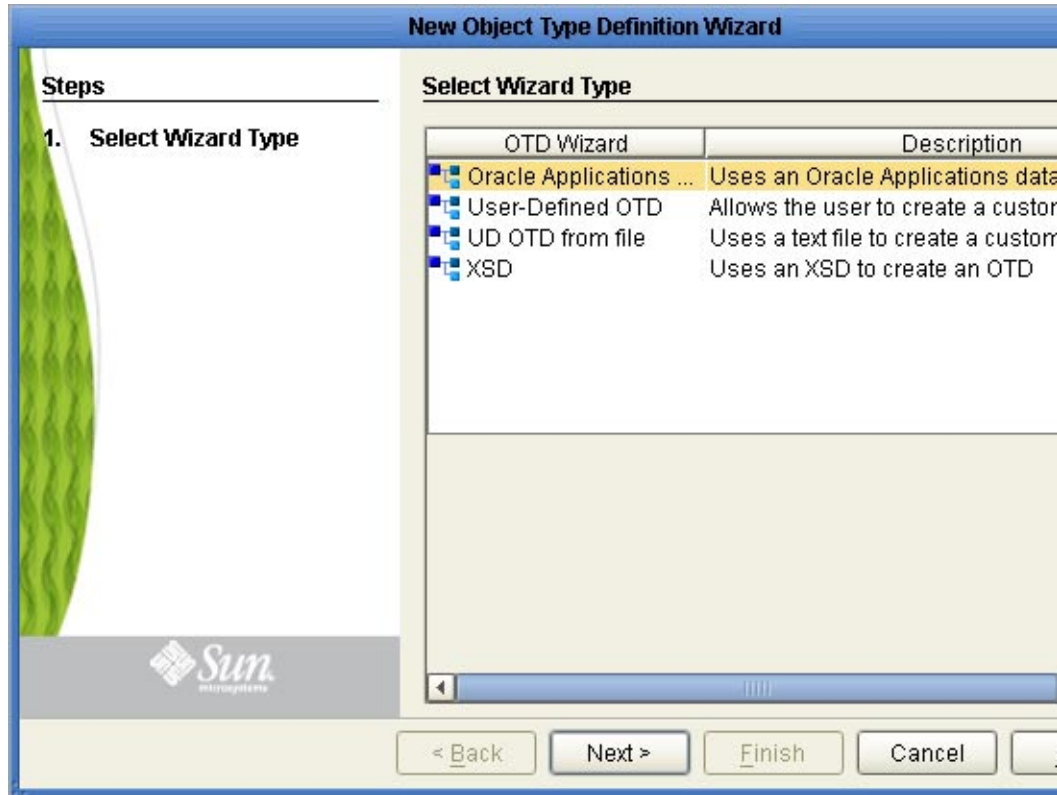 New Object Type Definition Wizard
Steps
1. Select Wizard Type
Select Wizard Type
OTD Wizard Description
Oracle Applications ... Uses an Oracle Applications data
User-Defined OTD Allows the user to create a
UD OTD from file Uses a text file to create a custom
XSD Uses an XSD to create an OTD
Sun
microsystems
< Back Next > Finish Cancel